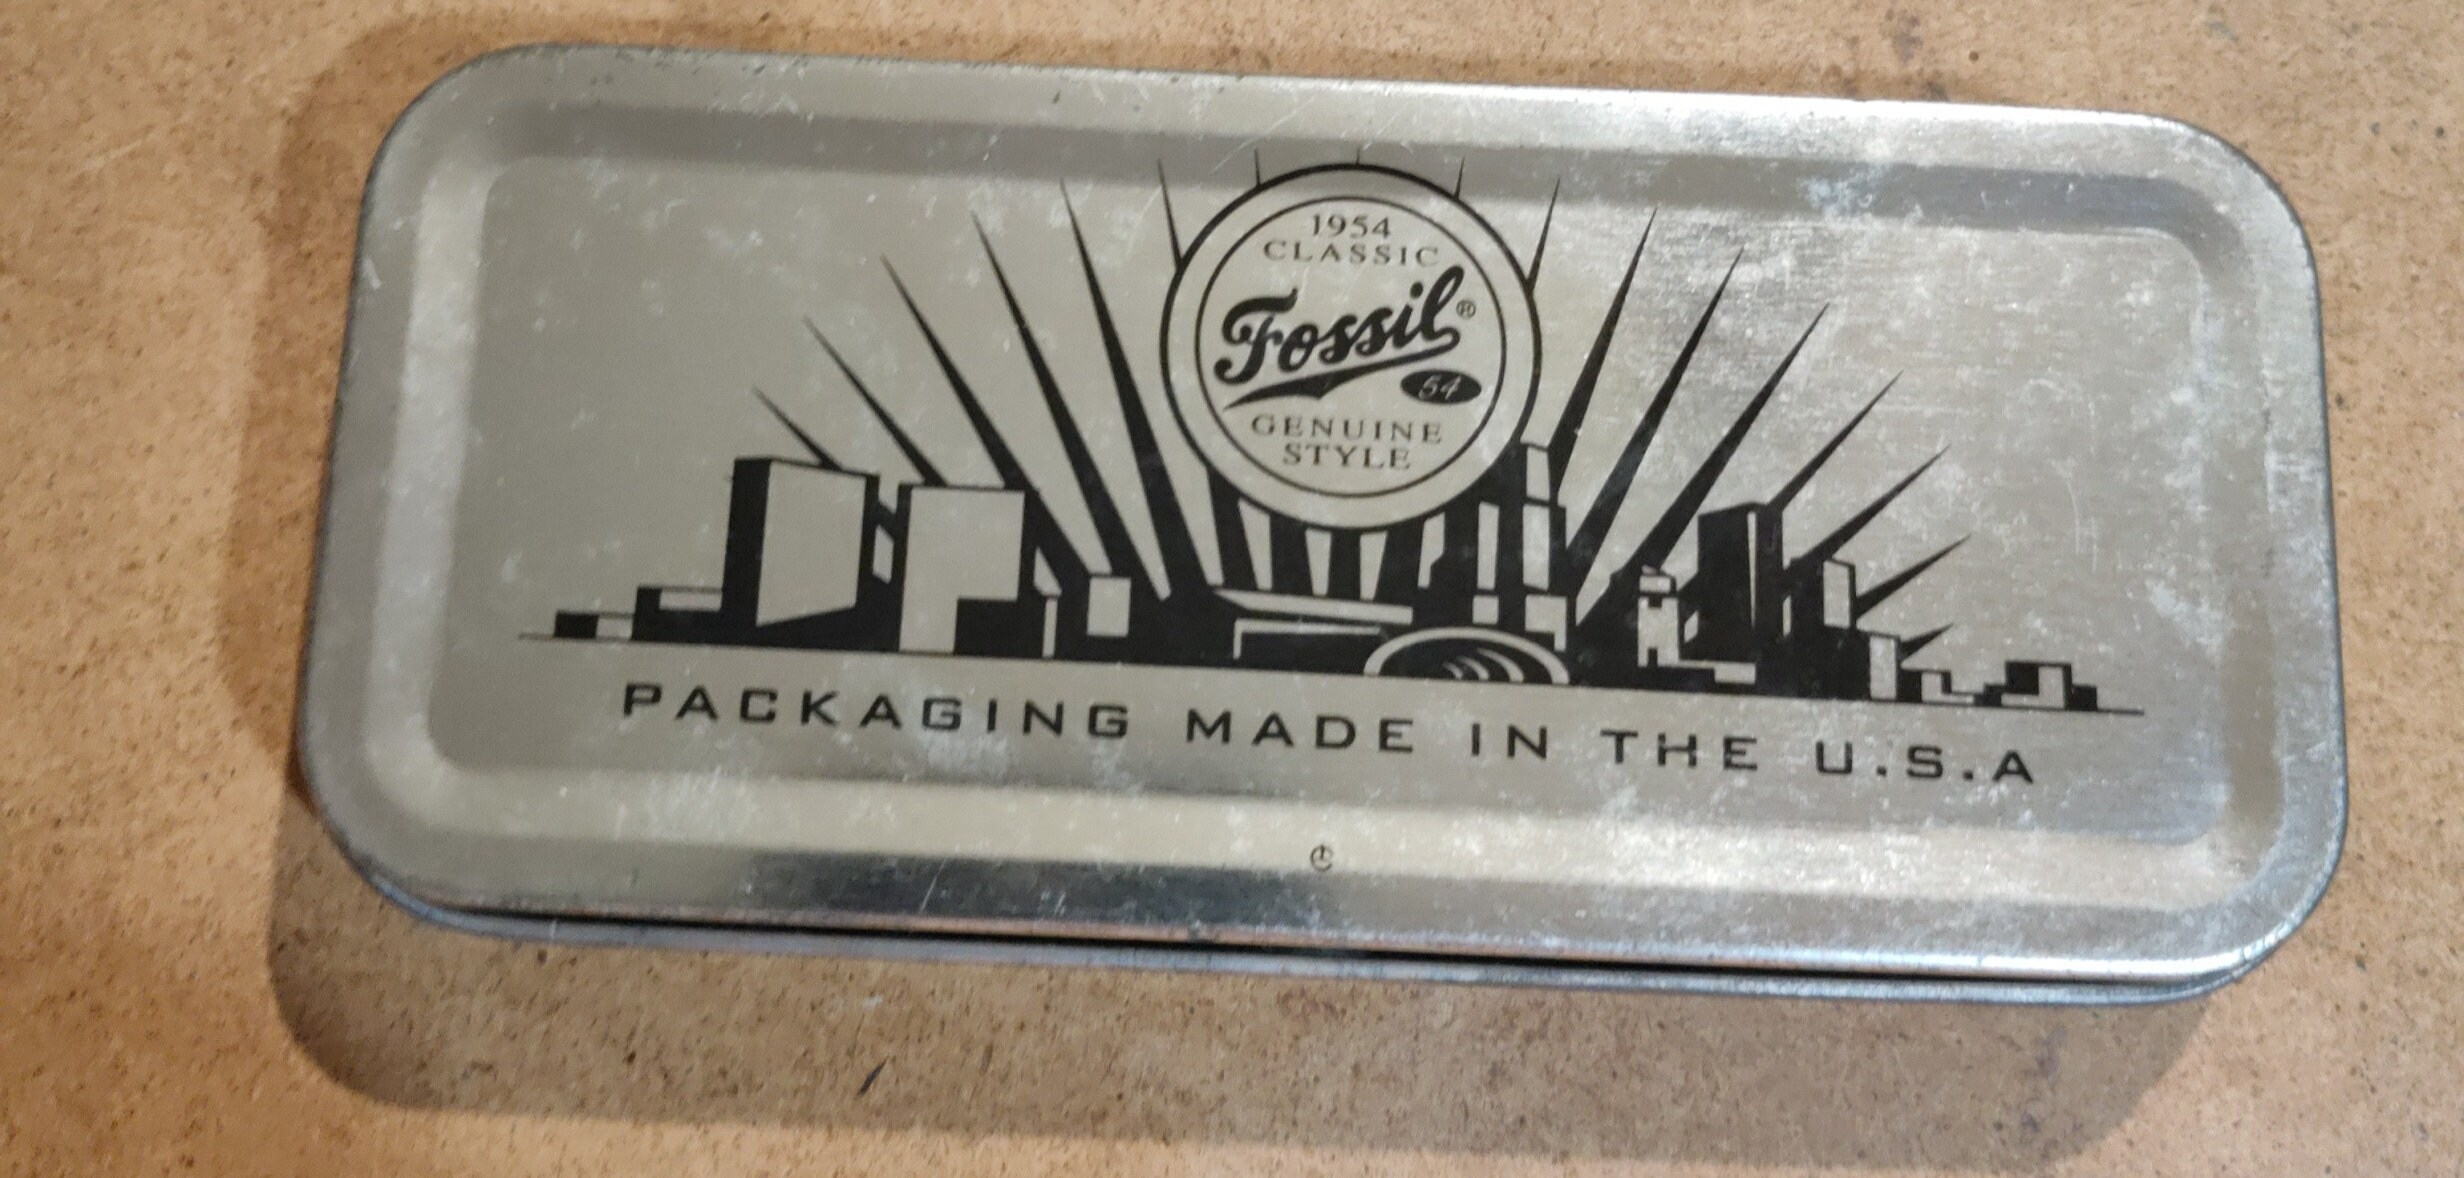 1954
CLASSIC
Fossil®
54
GENUINE
STYLE
PACKAGING MADE IN THE U.S.A